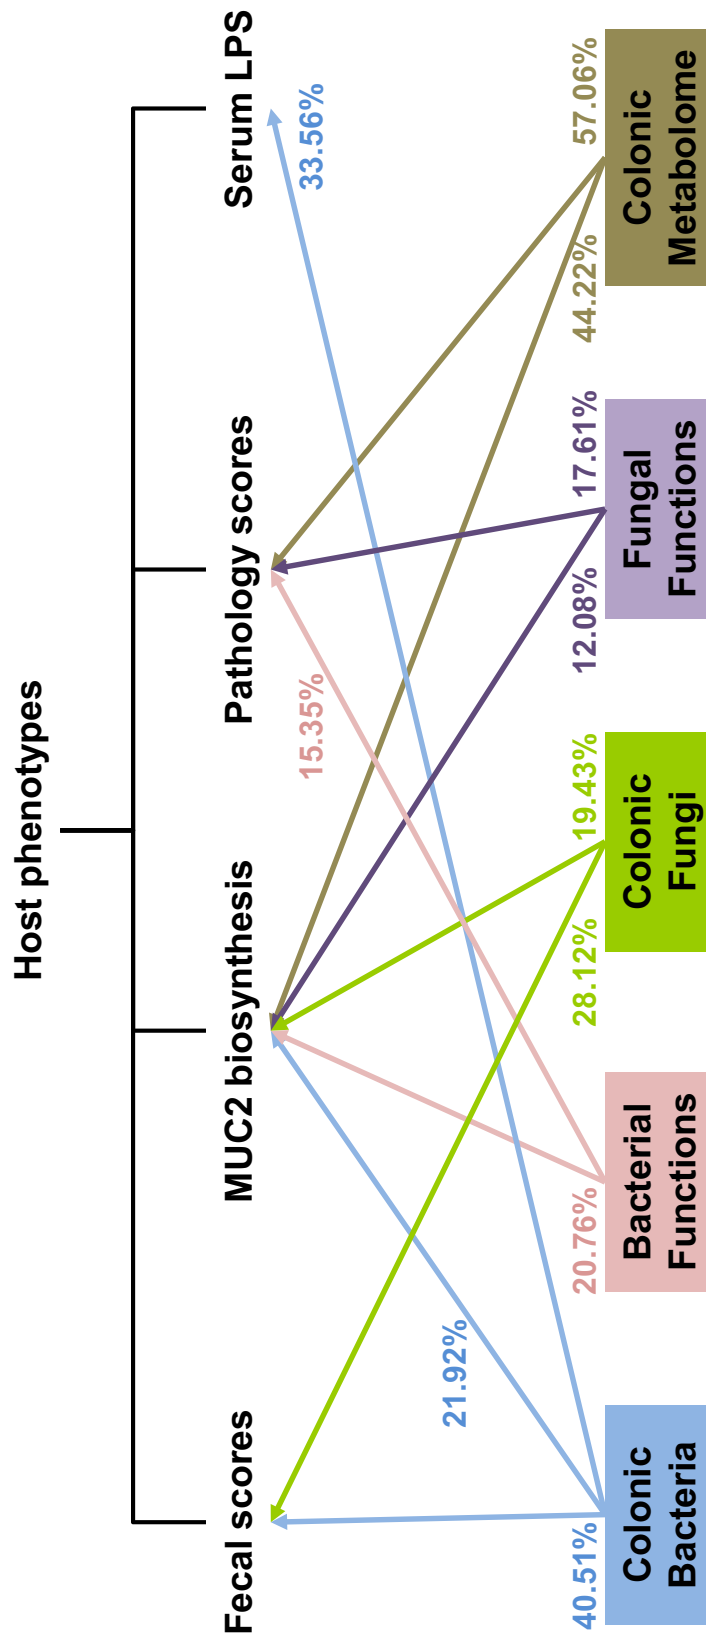 Host phenotypes
Fecal scores
MUC2 biosynthesis
Pathology scores
Serum LPS
33.56%
15.35%
21.92%
40.51%
20.76%
28.12%
19.43%
12.08%
17.61%
44.22%
57.06%
Colonic
Bacteria
Bacterial
Functions
Colonic
Fungi
Fungal
Functions
Colonic
Metabolome